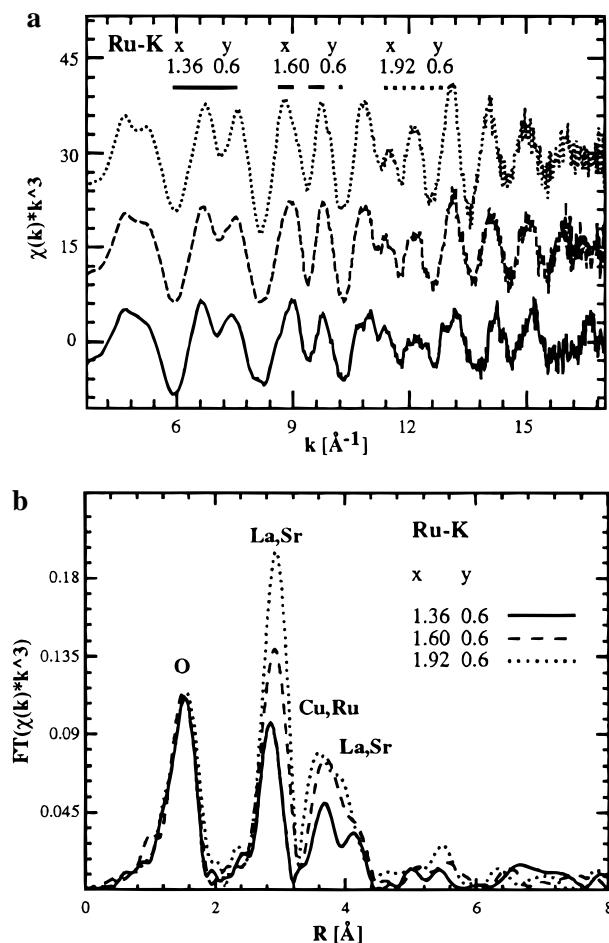 a
Ru-K
x y x y x y
1.36 0.6 1.60 0.6 1.92 0.6
45
30
15
0
χ(k)*k^3
6 9 12 15
k [Å-1]
b
Ru-K
x y
1.36 0.6
1.60 0.6
1.92 0.6
La,Sr
O
Cu,Ru
La,Sr
0.18
0.135
0.09
0.045
FT(χ(k)*k^3)
0 2 4 6 8
R [Å]